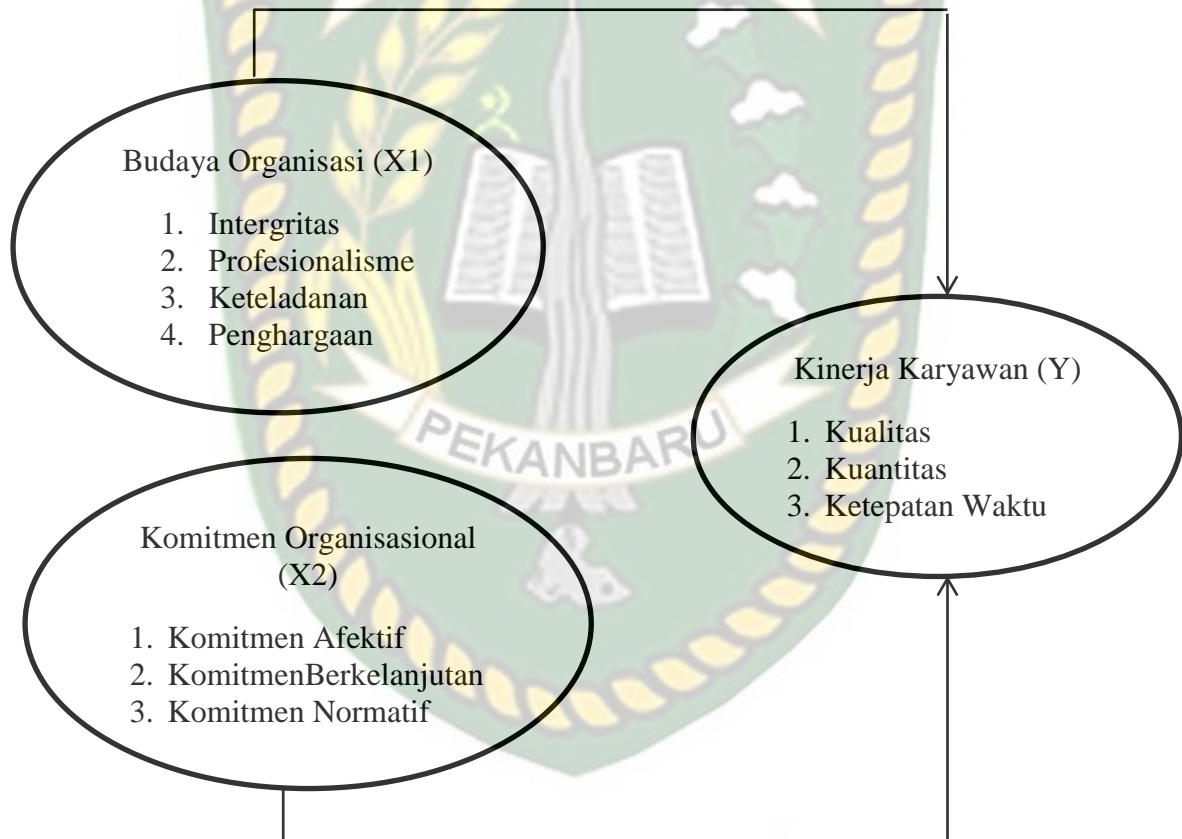 Budaya Organisasi (X1)
1. Intergritas
2. Profesionalisme
3. Keteladanan
4. Penghargaan
Kinerja Karyawan (Y)
1. Kualitas
2. Kuantitas
3. Ketepatan Waktu
PEKANBARU
Komitmen Organisasional
(X2)
1. Komitmen Afektif
2. KomitmenBerkelanjutan
3. Komitmen Normatif